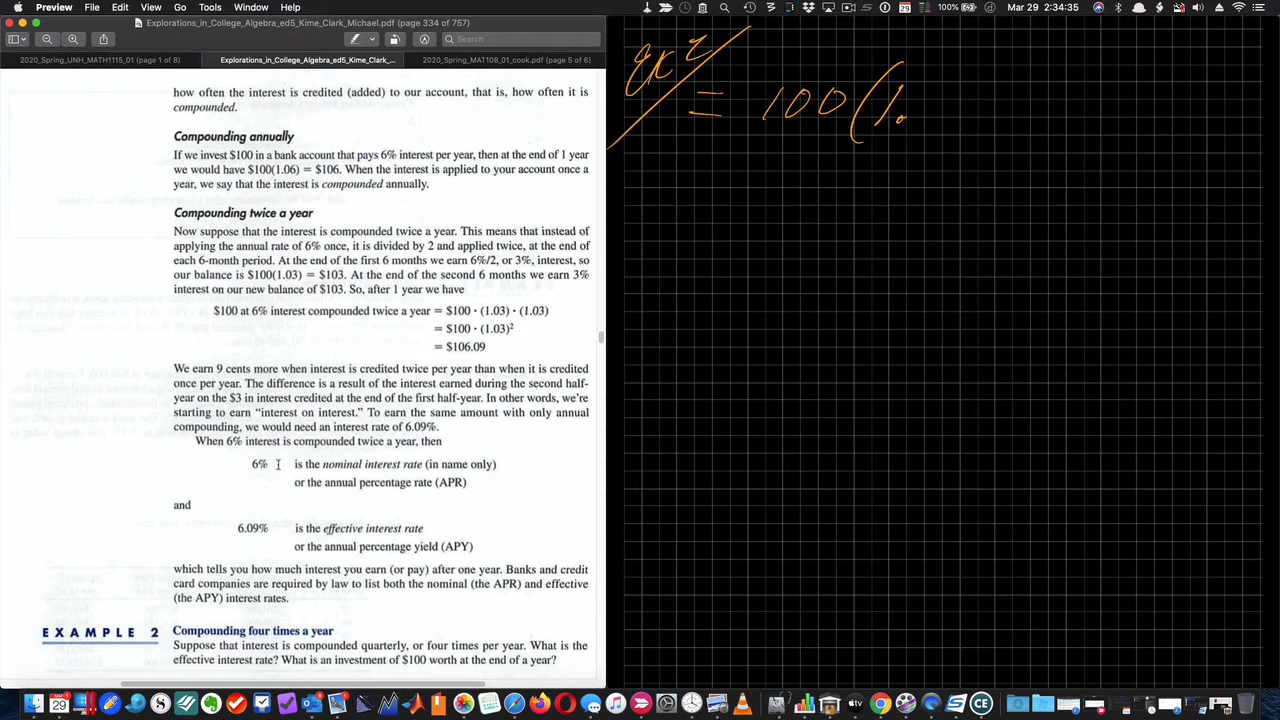 Preview File Edit View Go Tools Window Help
100% Mar 29 2:34:35
Explorations_in_College_Algebra_ed5_Kime_Clark_Michael.pdf (page 334 of 757)
Search
2020_Spring_UNH_MATH1115_01 (page 1 of 8)
Explorations_in_College_Algebra_ed5_Kime_Clark_...
2020_Spring_MAT108_01_cook.pdf (page 5 of 6)
how often the interest is credited (added) to our account, that is, how often it is
compounded.
Compounding annually
If we invest $100 in a bank account that pays 6% interest per year, then at the end of 1 year
we would have $100(1.06) = $106. When the interest is applied to your account once a
year, we say that the interest is compounded annually.
Compounding twice a year
Now suppose that the interest is compounded twice a year. This means that instead of
applying the annual rate of 6% once, it is divided by 2 and applied twice, at the end of
each 6-month period. At the end of the first 6 months we earn 6%/2, or 3%, interest, so
our balance is $100(1.03) = $103. At the end of the second 6 months we earn 3%
interest on our new balance of $103. So, after 1 year we have
$100 at 6% interest compounded twice a year = $100 · (1.03) · (1.03)
= $100 · (1.03)²
= $106.09
We earn 9 cents more when interest is credited twice per year than when it is credited
once per year. The difference is a result of the interest earned during the second half-
year on the $3 in interest credited at the end of the first half-year. In other words, we're
starting to earn "interest on interest." To earn the same amount with only annual
compounding, we would need an interest rate of 6.09%.
When 6% interest is compounded twice a year, then
6% is the nominal interest rate (in name only)
or the annual percentage rate (APR)
and
6.09% is the effective interest rate
or the annual percentage yield (APY)
which tells you how much interest you earn (or pay) after one year. Banks and credit
card companies are required by law to list both the nominal (the APR) and effective
(the APY) interest rates.
EXAMPLE 2 Compounding four times a year
Suppose that interest is compounded quarterly, or four times per year. What is the
effective interest rate? What is an investment of $100 worth at the end of a year?
ex 2
= 100 (1.